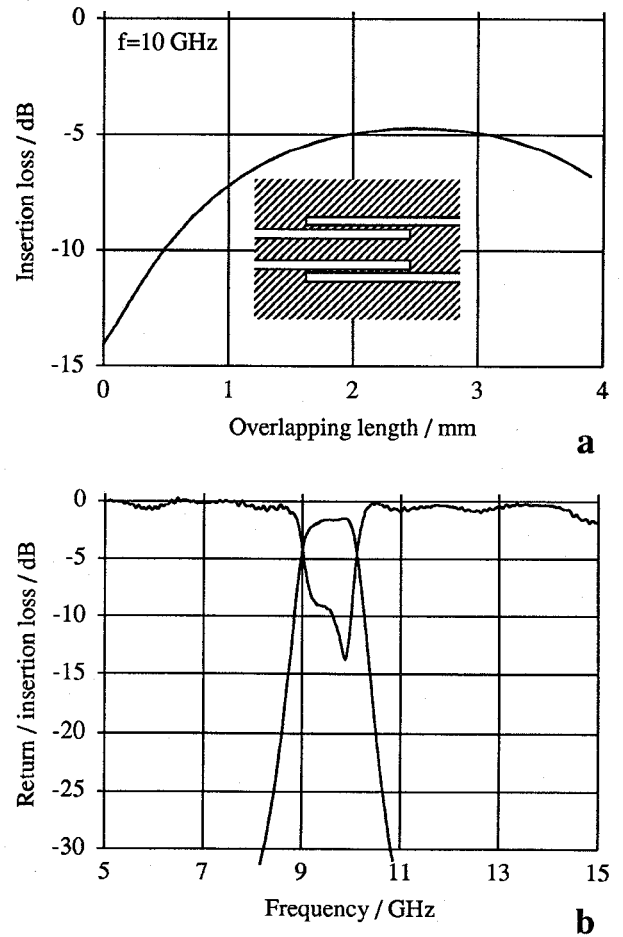 0
f=10 GHz
-5
-10
-15
0 1 2 3 4
Insertion loss / dB
Overlapping length / mm
a
0
-5
-10
-15
-20
-25
-30
5 7 9 11 13 15
Return / insertion loss / dB
Frequency / GHz
b